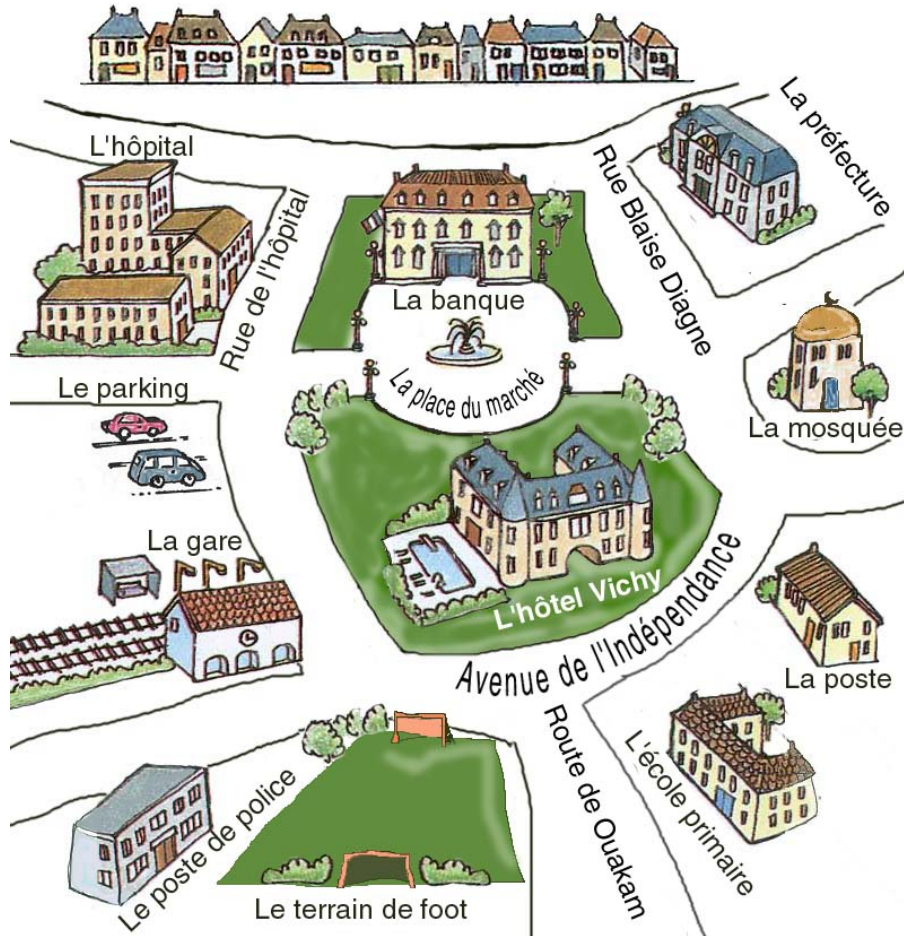 L'hôpital
La préfecture
Rue de l'hôpital
La banque
Rue Blaise Diagne
La place du marché
Le parking
La mosquée
La gare
L'hôtel Vichy
Avenue de l'Indépendance
La poste
Route de Ouakam
L'école primaire
Le poste de police
Le terrain de foot